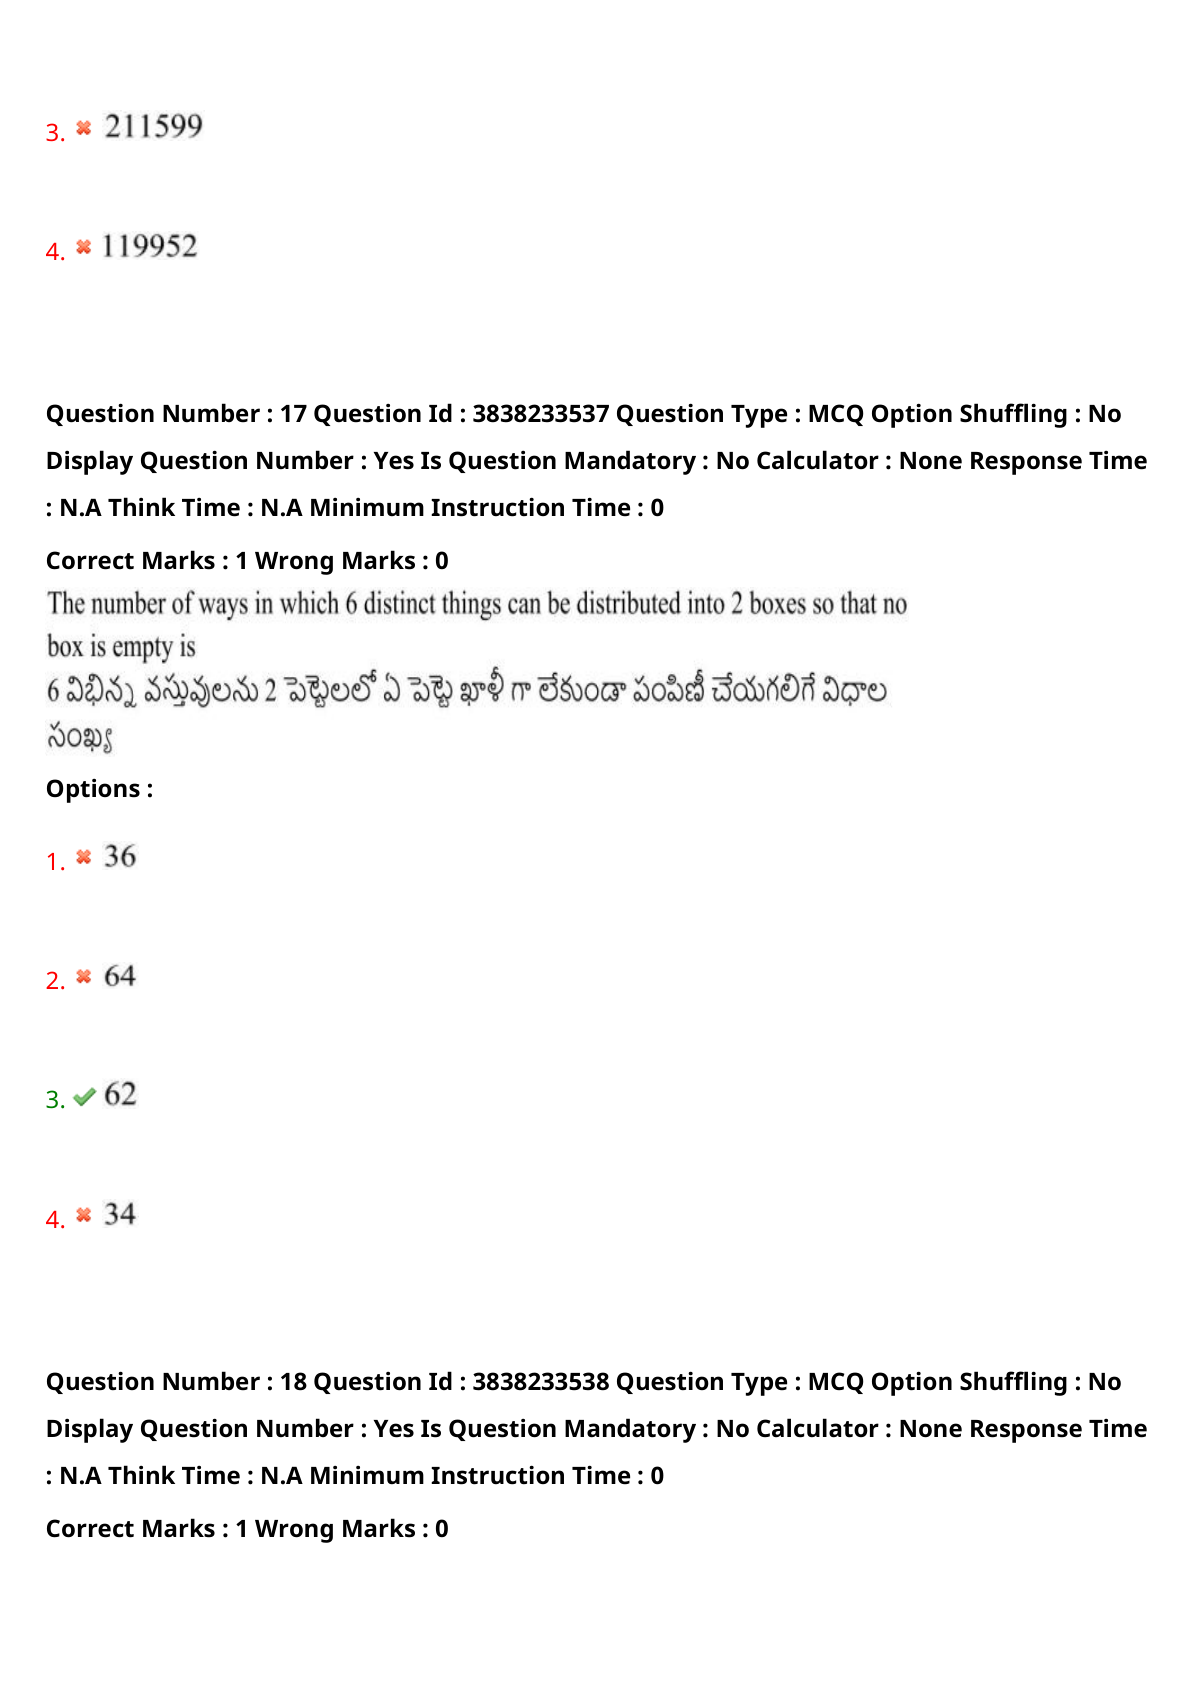 3. 211599
4. 119952
Question Number : 17 Question Id : 3838233537 Question Type : MCQ Option Shuffling : No
Display Question Number : Yes Is Question Mandatory : No Calculator : None Response Time
: N.A Think Time : N.A Minimum Instruction Time : 0
Correct Marks : 1 Wrong Marks : 0
The number of ways in which 6 distinct things can be distributed into 2 boxes so that no
box is empty is
6 విభిన్న వస్తువులను 2 పెట్టెలలో ఏ పెట్టె ఖాళీ గా లేకుండా పంపిణీ చేయగలిగే విధాల
సంఖ్య
Options :
1. 36
2. 64
3. 62
4. 34
Question Number : 18 Question Id : 3838233538 Question Type : MCQ Option Shuffling : No
Display Question Number : Yes Is Question Mandatory : No Calculator : None Response Time
: N.A Think Time : N.A Minimum Instruction Time : 0
Correct Marks : 1 Wrong Marks : 0